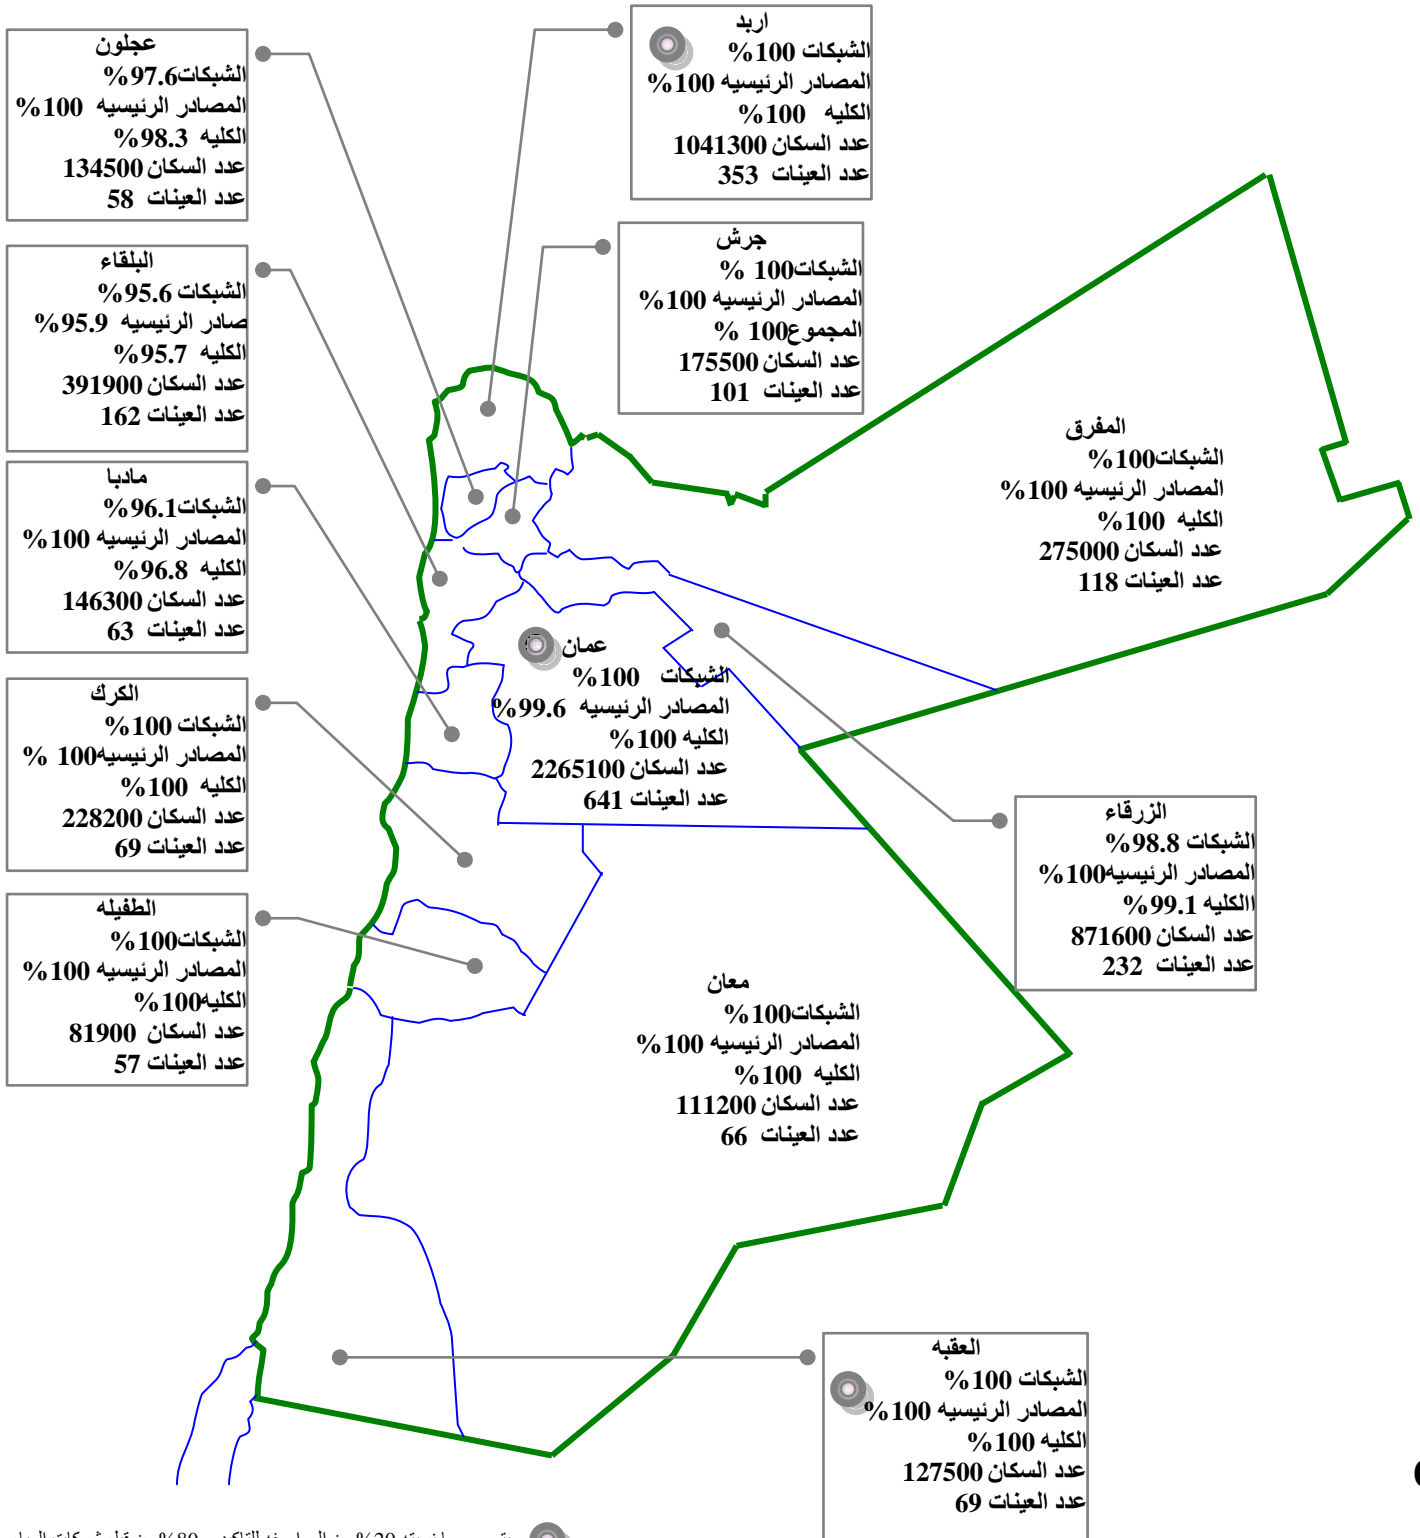 عجلون
الشبكات97.6%
المصادر الرئيسيه 100%
الكليه 98.3%
عدد السكان 134500
عدد العينات 58
اربد
الشبكات 100%
المصادر الرئيسيه 100%
الكليه 100%
عدد السكان 1041300
عدد العينات 353
جرش
الشبكات100 %
المصادر الرئيسيه 100%
المجموع100 %
عدد السكان 175500
عدد العينات 101
البلقاء
الشبكات 95.6%
صادر الرئيسيه 95.9%
الكليه 95.7%
عدد السكان 391900
عدد العينات 162
المفرق
الشبكات100%
المصادر الرئيسيه 100%
الكليه 100%
عدد السكان 275000
عدد العينات 118
مادبا
الشبكات96.1%
المصادر الرئيسيه 100%
الكليه 96.8%
عدد السكان 146300
عدد العينات 63
عمان
الشبكات 100%
المصادر الرئيسيه 99.6%
الكليه 100%
عدد السكان 2265100
عدد العينات 641
الكرك
الشبكات 100%
المصادر الرئيسيه100 %
الكليه 100%
عدد السكان 228200
عدد العينات 69
الزرقاء
الشبكات 98.8%
المصادر الرئيسيه100%
االكليه 99.1%
عدد السكان 871600
عدد العينات 232
الطفيله
الشبكات100%
المصادر الرئيسيه 100%
الكليه100%
عدد السكان 81900
عدد العينات 57
معان
الشبكات100%
المصادر الرئيسيه 100%
الكليه 100%
عدد السكان 111200
عدد العينات 66
العقبه
الشبكات 100%
المصادر الرئيسيه 100%
الكليه 100%
عدد السكان 127500
عدد العينات 69